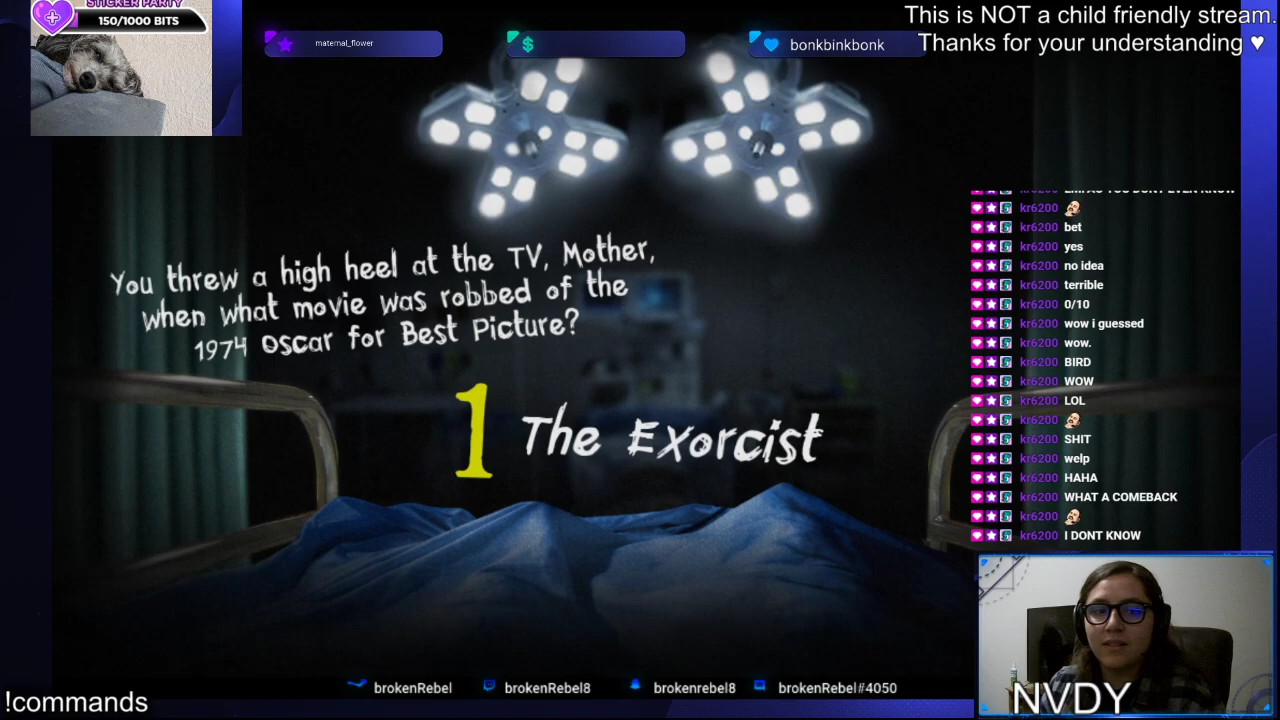 STICKER PARTY
150/1000 BITS
maternal_flower
$
bonkbinkbonk
This is NOT a child friendly stream.
Thanks for your understanding ♥
You threw a high heel at the TV, Mother,
when what movie was robbed of the
1974 Oscar for Best Picture?
1 The Exorcist
kr6200
kr6200 bet
kr6200 yes
kr6200 no idea
kr6200 terrible
kr6200 0/10
kr6200 wow i guessed
kr6200 wow.
kr6200 BIRD
kr6200 WOW
kr6200 LOL
kr6200
kr6200 SHIT
kr6200 welp
kr6200 HAHA
kr6200 WHAT A COMEBACK
kr6200
kr6200 I DONT KNOW
NVDY
brokenRebel
brokenRebel8
brokenrebel8
brokenRebel#4050
!commands